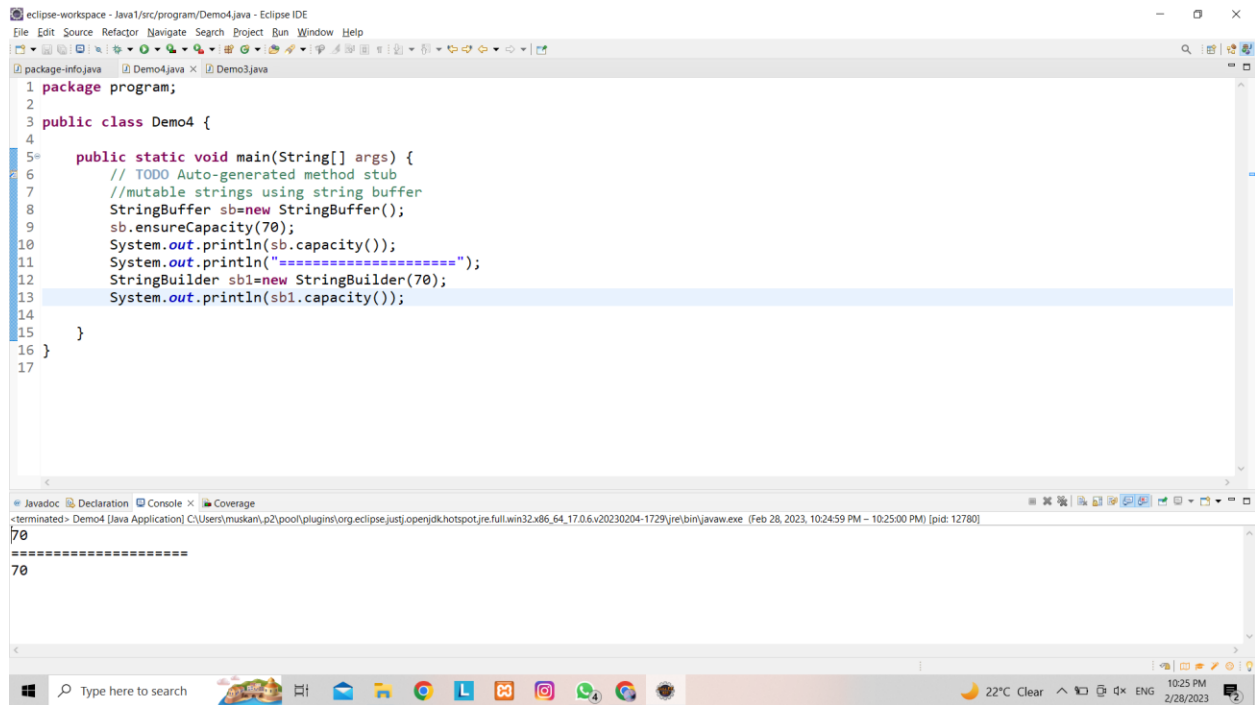 eclipse-workspace - Java1/src/program/Demo4.java - Eclipse IDE
File Edit Source Refactor Navigate Search Project Run Window Help
package-info.java Demo4.java Demo3.java
1 package program;
2
3 public class Demo4 {
4
5 public static void main(String[] args) {
6 // TODO Auto-generated method stub
7 //mutable strings using string buffer
8 StringBuffer sb=new StringBuffer();
9 sb.ensureCapacity(70);
10 System.out.println(sb.capacity());
11 System.out.println("=====================");
12 StringBuilder sb1=new StringBuilder(70);
13 System.out.println(sb1.capacity());
14
15 }
16 }
17
Javadoc Declaration Console Coverage
<terminated> Demo4 [Java Application] C:\Users\muskan\.p2\pool\plugins\org.eclipse.justj.openjdk.hotspot.jre.full.win32.x86_64_17.0.6.v20230204-1729\jre\bin\javaw.exe (Feb 28, 2023, 10:24:59 PM – 10:25:00 PM) [pid: 12780]
70
=====================
70
Type here to search
L
4
22°C Clear
ENG
10:25 PM
2/28/2023
2